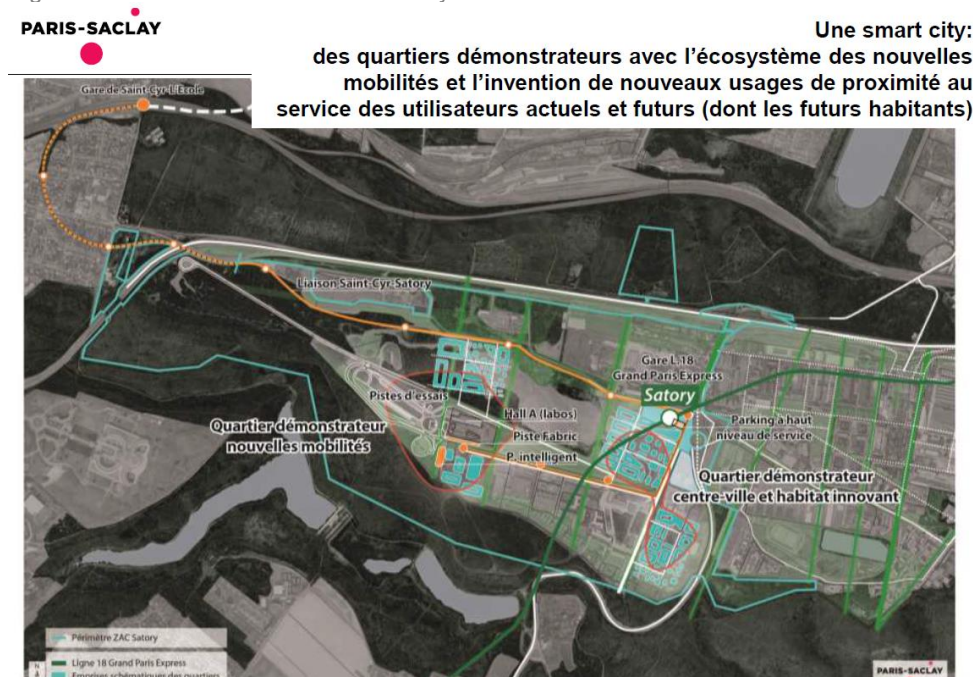 PARIS-SACLAY
Une smart city:
des quartiers démonstrateurs avec l'écosystème des nouvelles
mobilités et l'invention de nouveaux usages de proximité au
service des utilisateurs actuels et futurs (dont les futurs habitants)
Gare de Saint-Cyr-L'Ecole
Liaison Saint-Cyr-Satory
Gare L.18
Grand Paris Express
Satory
Pistes d'essais
Hall A (labos)
Parking à haut
niveau de service
Quartier démonstrateur
nouvelles mobilités
Piste Fabric
P. intelligent
Quartier démonstrateur
centre-ville et habitat innovant
Périmètre ZAC Satory
Ligne 18 Grand Paris Express
Emprises schématiques des quartiers
N
PARIS-SACLAY